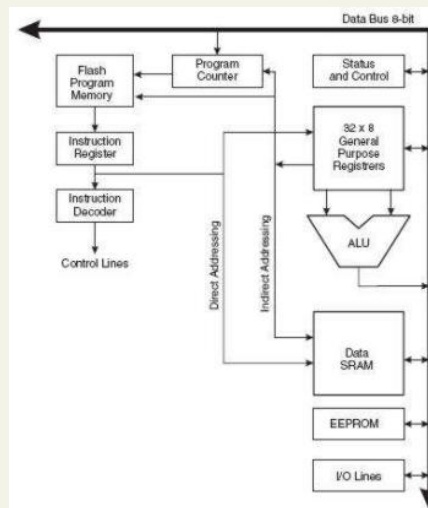 Data Bus 8-bit
Flash
Program
Memory
Program
Counter
Status
and Control
Instruction
Register
32 x 8
General
Purpose
Registrers
Instruction
Decoder
Control Lines
Direct Addressing
Indirect Addressing
ALU
Data
SRAM
EEPROM
I/O Lines